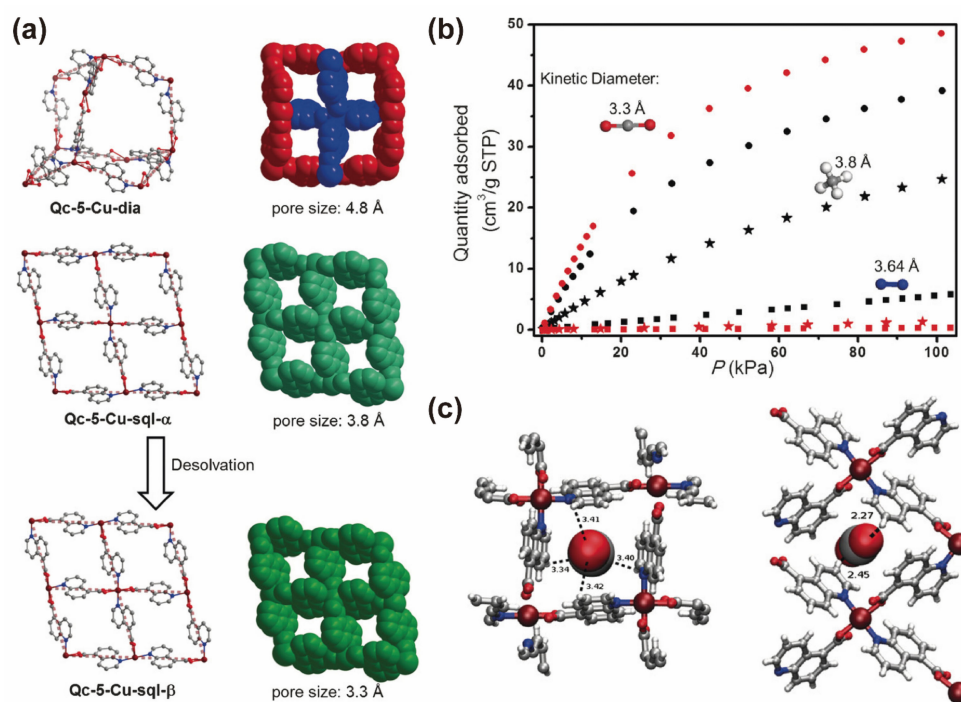 (a)
Qc-5-Cu-dia
pore size: 4.8 Å
Qc-5-Cu-sql-α
pore size: 3.8 Å
Desolvation
Qc-5-Cu-sql-β
pore size: 3.3 Å
(b)
Quantity adsorbed
(cm³/g STP)
50
40
30
20
10
0
Kinetic Diameter:
3.3 Å
3.8 Å
3.64 Å
0 20 40 60 80 100
P (kPa)
(c)
3.41
3.40
3.34
3.42
2.27
2.45